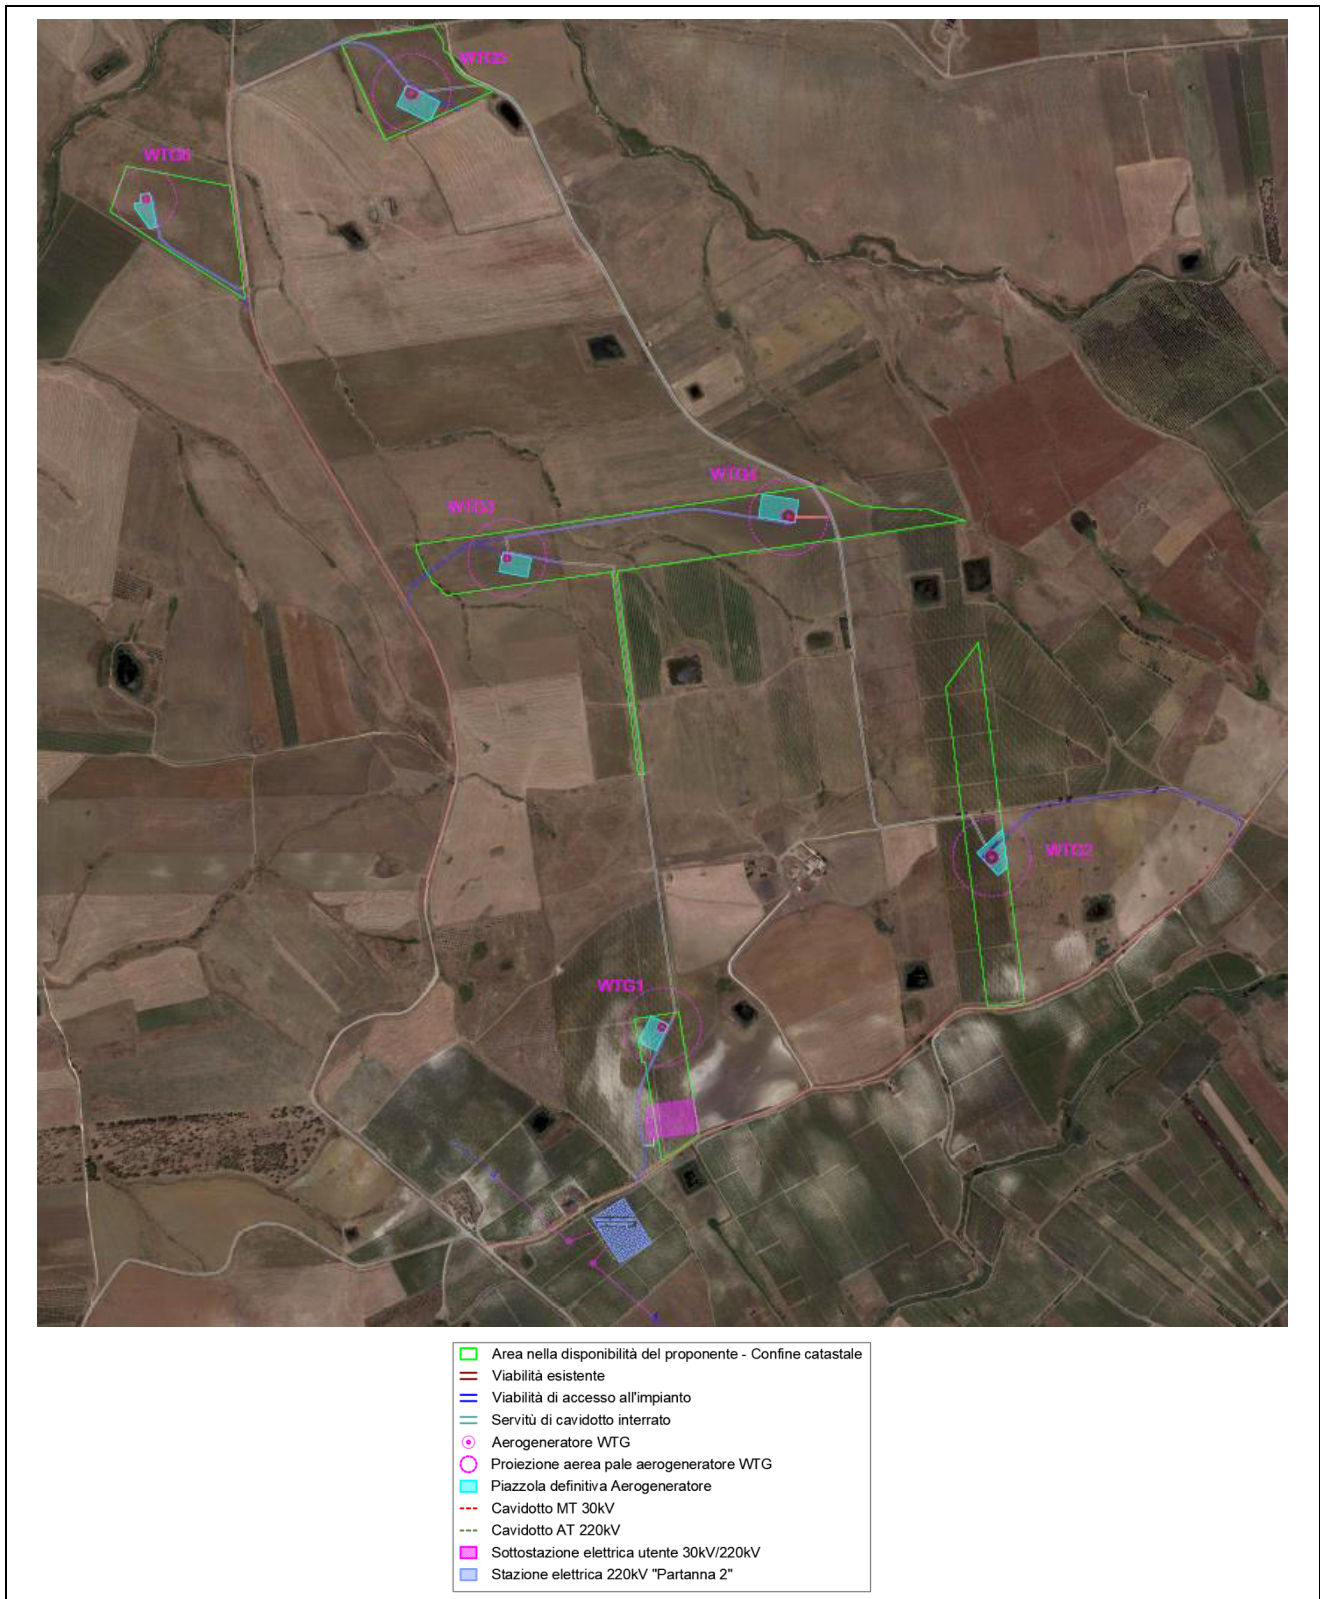 WTG5
WTG6
WTG4
WTG3
WTG2
WTG1
Area nella disponibilità del proponente - Confine catastale
Viabilità esistente
Viabilità di accesso all'impianto
Servitù di cavidotto interrato
Aerogeneratore WTG
Proiezione aerea pale aerogeneratore WTG
Piazzola definitiva Aerogeneratore
Cavidotto MT 30kV
Cavidotto AT 220kV
Sottostazione elettrica utente 30kV/220kV
Stazione elettrica 220kV "Partanna 2"